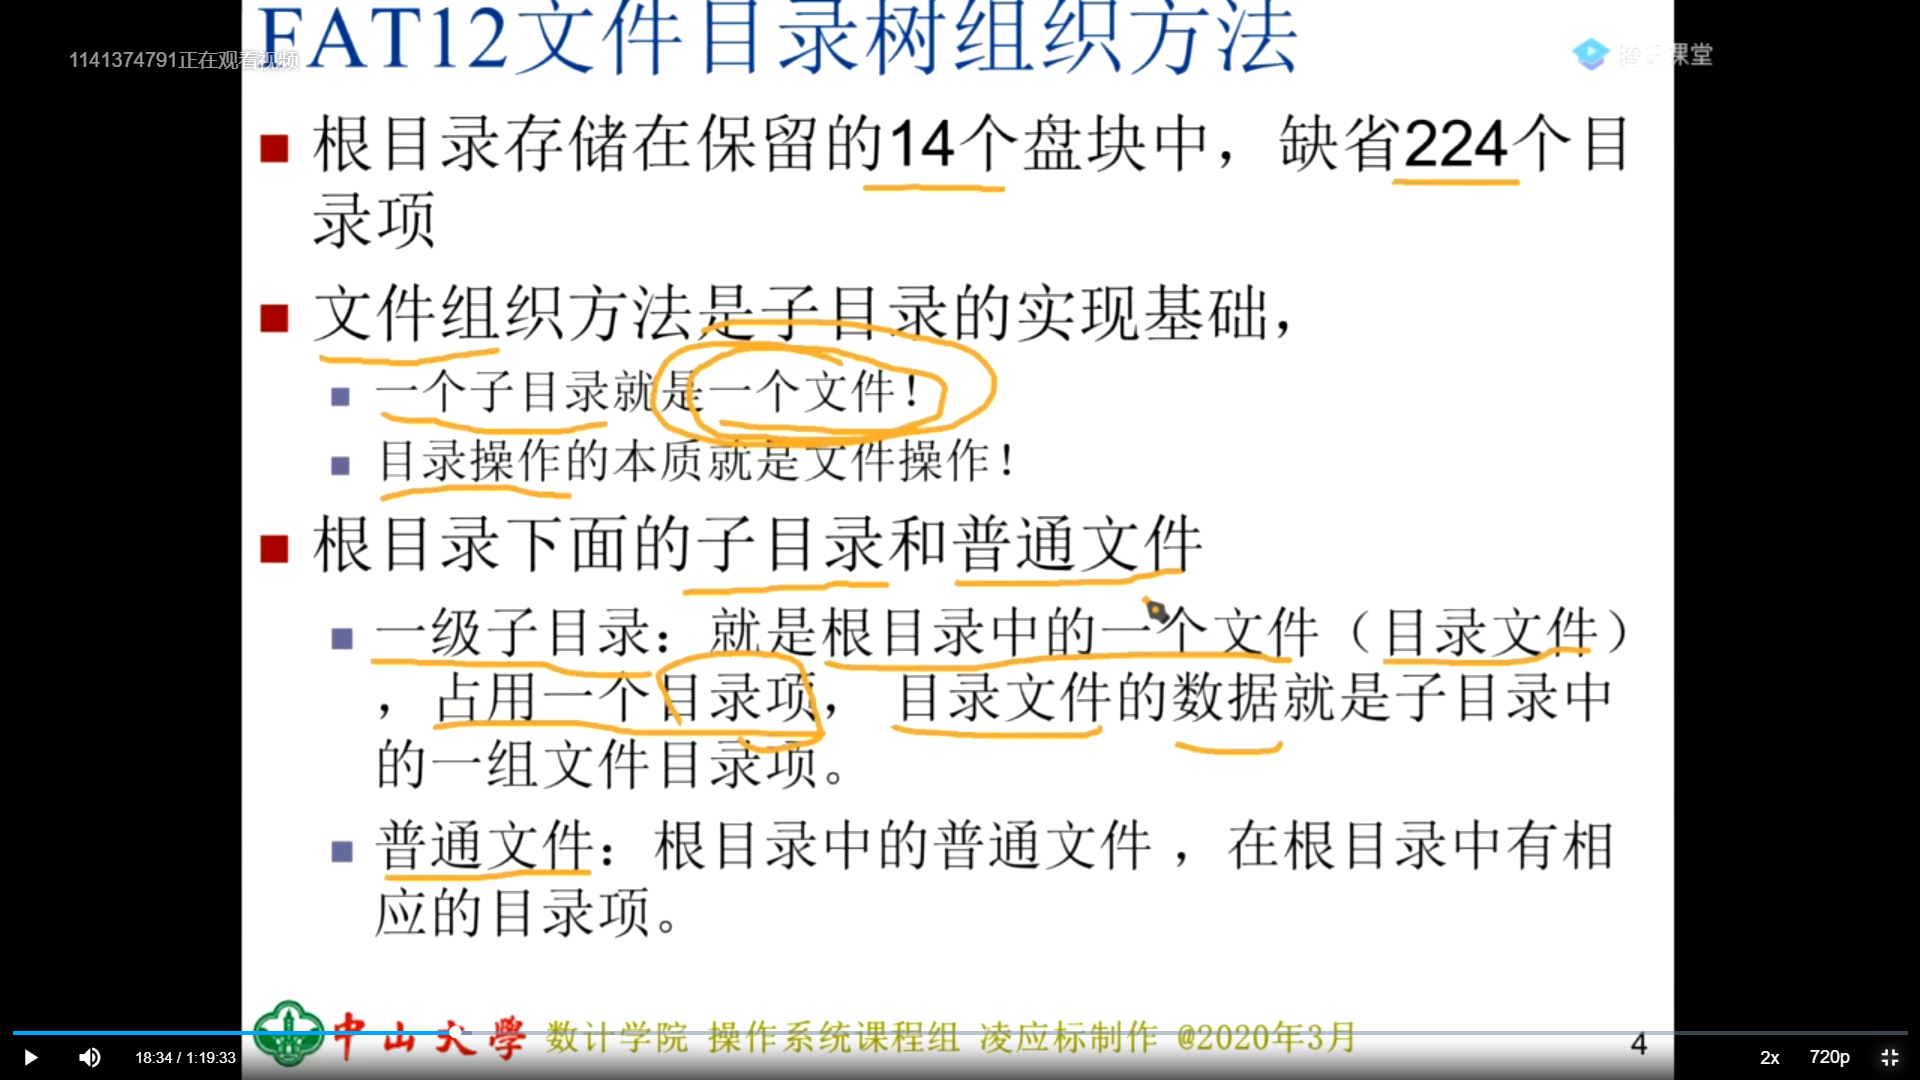 FAT12文件目录树组织方法
1141374791正在观看视频
腾讯课堂
根目录存储在保留的14个盘块中，缺省224个目
录项
文件组织方法是子目录的实现基础，
一个子目录就是一个文件！
目录操作的本质就是文件操作！
根目录下面的子目录和普通文件
一级子目录：就是根目录中的一个文件（目录文件）
，占用一个目录项， 目录文件的数据就是子目录中
的一组文件目录项。
普通文件：根目录中的普通文件 ，在根目录中有相
应的目录项。
中山大学 数计学院 操作系统课程组 凌应标制作 @2020年3月
4
18:34 / 1:19:33
2x
720p